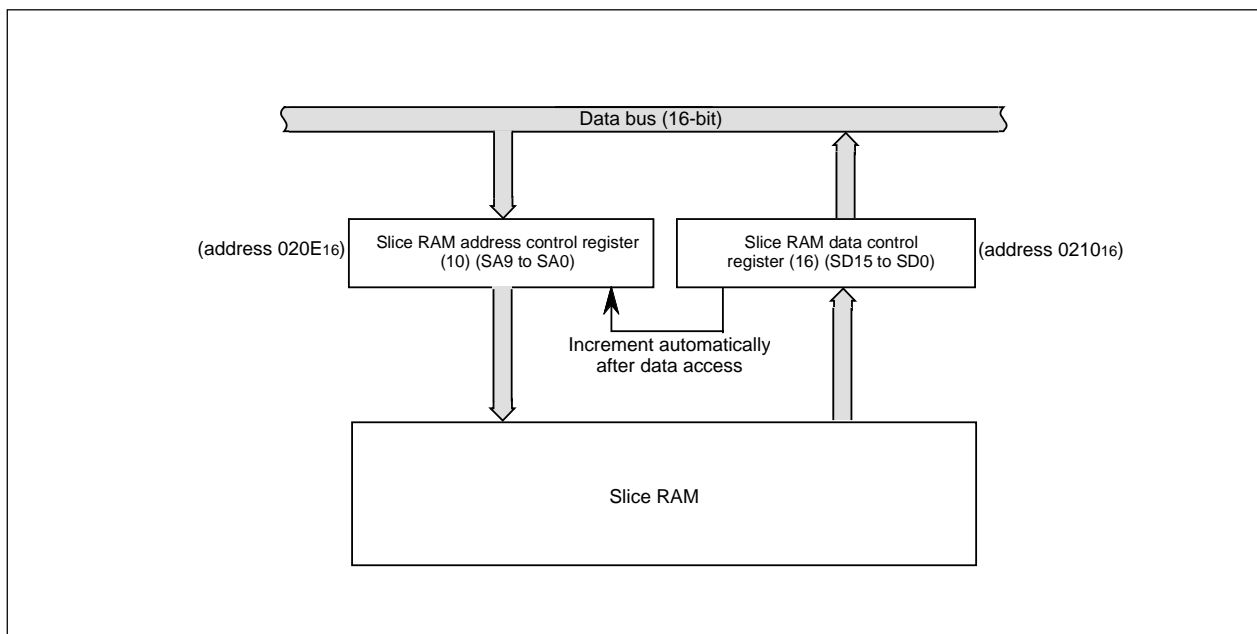 Data bus (16-bit)
(address 020E16)
Slice RAM address control register
(10) (SA9 to SA0)
Slice RAM data control
register (16) (SD15 to SD0)
(address 021016)
Increment automatically
after data access
Slice RAM